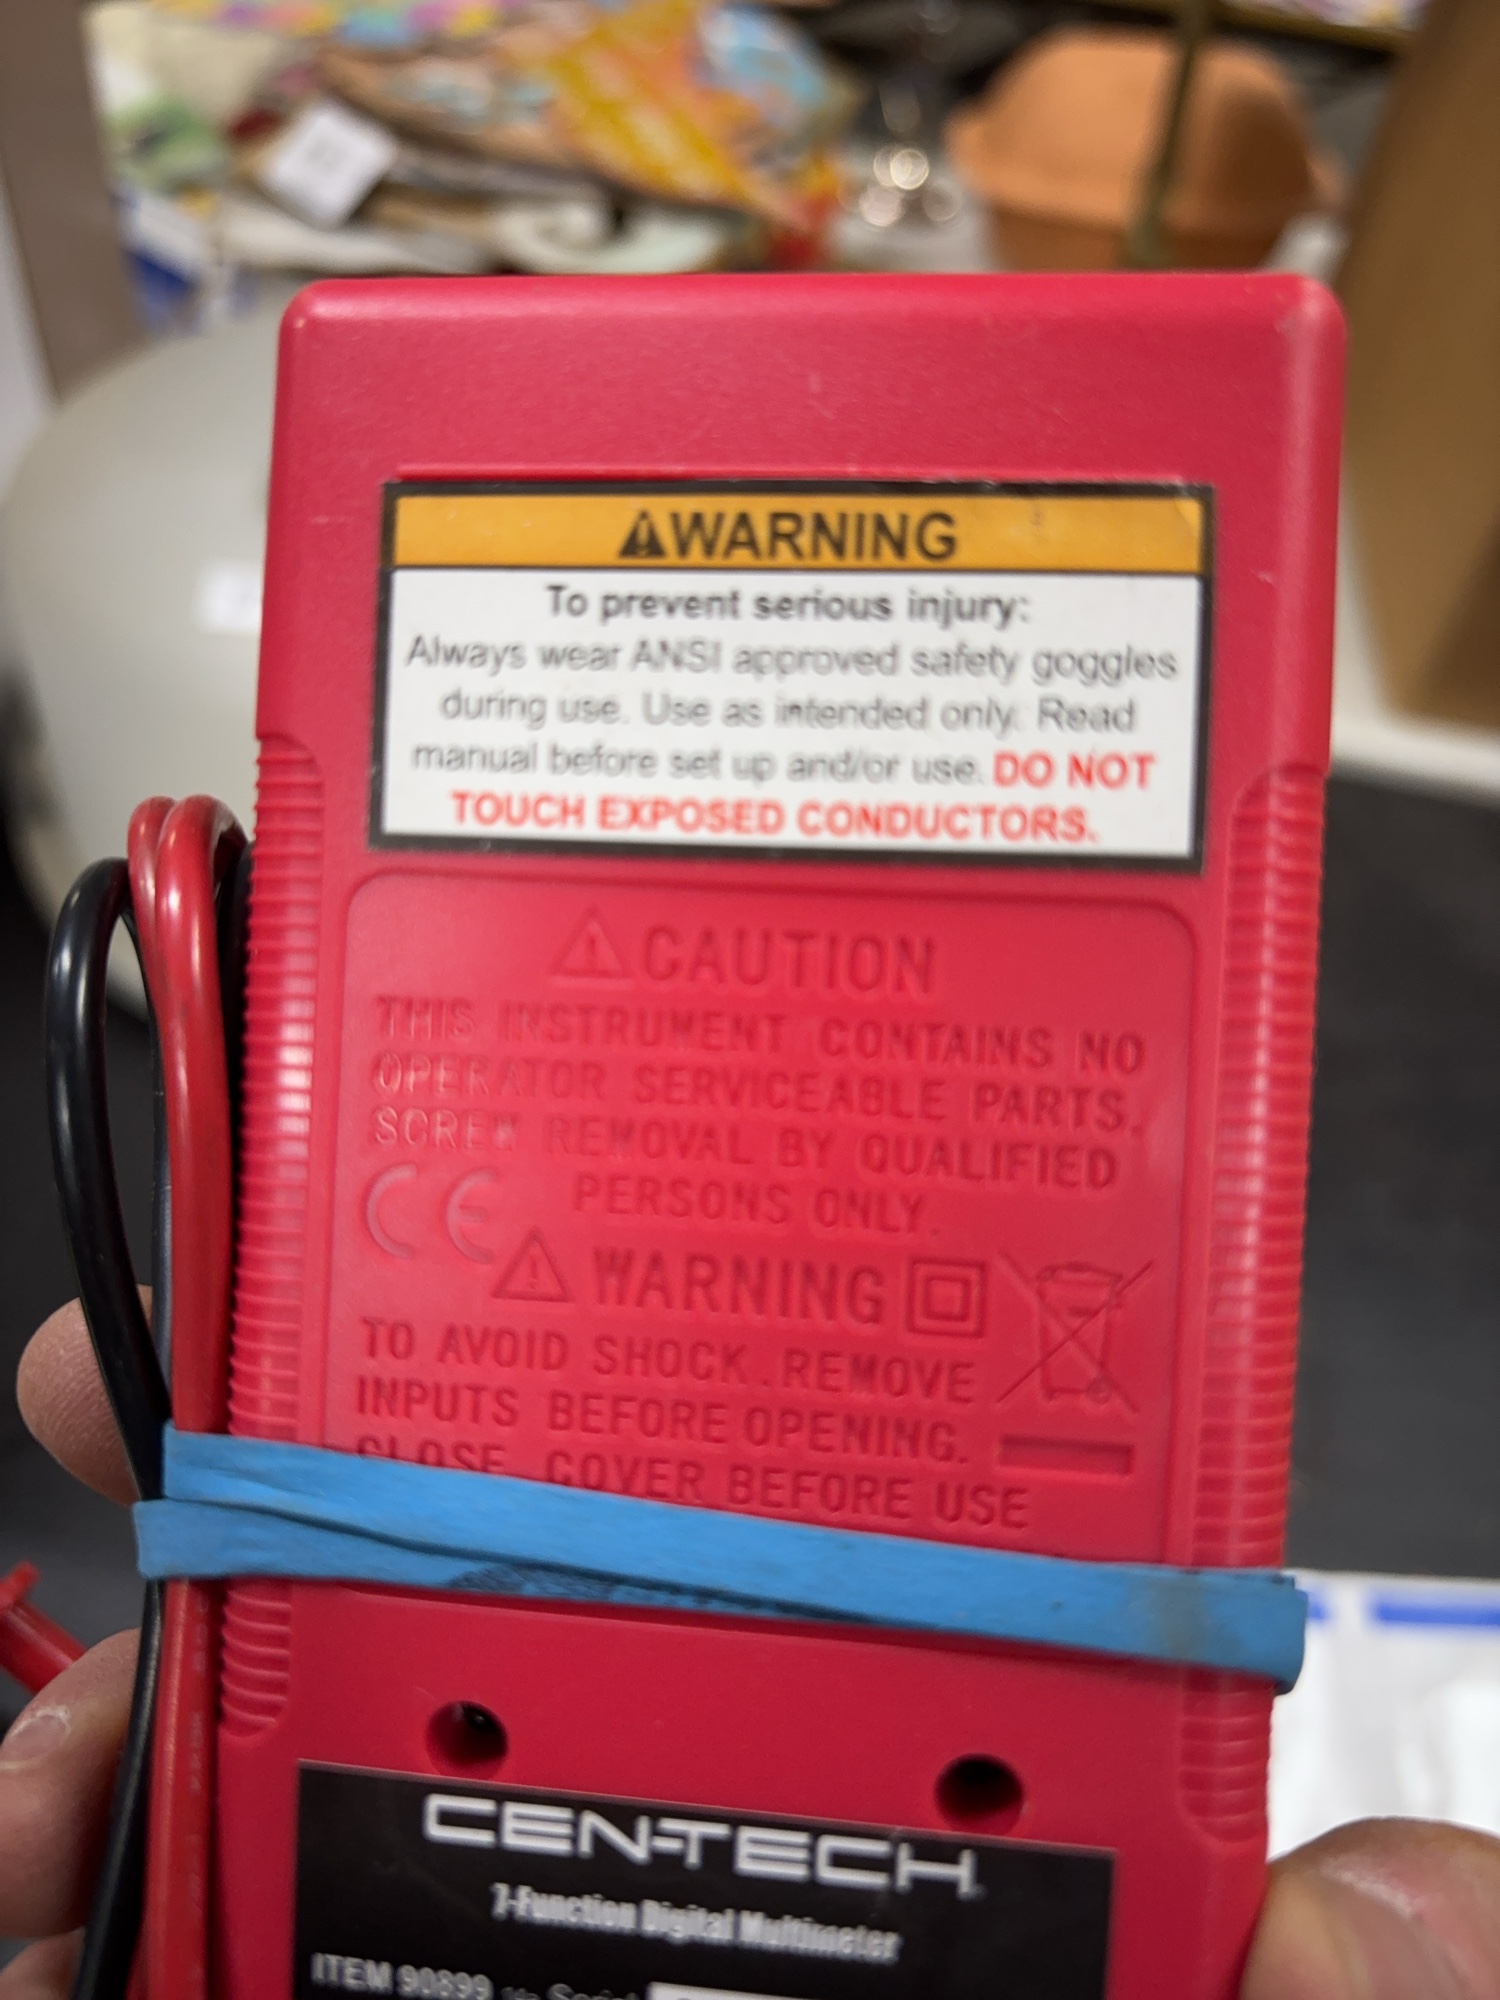 WARNING
To prevent serious injury:
Always wear ANSI approved safety goggles
during use. Use as intended only. Read
manual before set up and/or use. DO NOT
TOUCH EXPOSED CONDUCTORS.
CAUTION
THIS INSTRUMENT CONTAINS NO
OPERATOR SERVICEABLE PARTS.
SCREW REMOVAL BY QUALIFIED
PERSONS ONLY.
CE
WARNING
TO AVOID SHOCK. REMOVE
INPUTS BEFORE OPENING.
CLOSE COVER BEFORE USE
CEN-TECH
7-Function Digital Multimeter
ITEM 90899